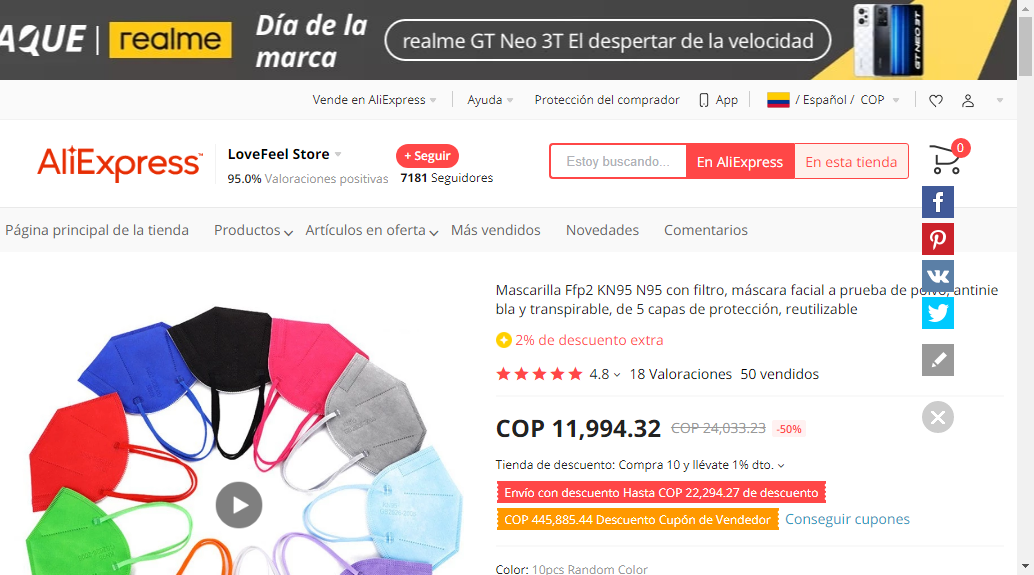 AQUE | realme
Día de la
marca
realme GT Neo 3T El despertar de la velocidad
GT NEO 3T
Vende en AliExpress
Ayuda
Protección del comprador
App
/ Español / COP
AliExpress™
LoveFeel Store
95.0% Valoraciones positivas
+ Seguir
7181 Seguidores
Estoy buscando...
En AliExpress
En esta tienda
0
Página principal de la tienda
Productos
Artículos en oferta
Más vendidos
Novedades
Comentarios
Mascarilla Ffp2 KN95 N95 con filtro, máscara facial a prueba de polvo, antinie
bla y transpirable, de 5 capas de protección, reutilizable
2% de descuento extra
4.8 18 Valoraciones 50 vendidos
COP 11,994.32 COP 24,033.23 -50%
Tienda de descuento: Compra 10 y llévate 1% dto.
Envío con descuento Hasta COP 22,294.27 de descuento
COP 445,885.44 Descuento Cupón de Vendedor Conseguir cupones
Color: 10pcs Random Color